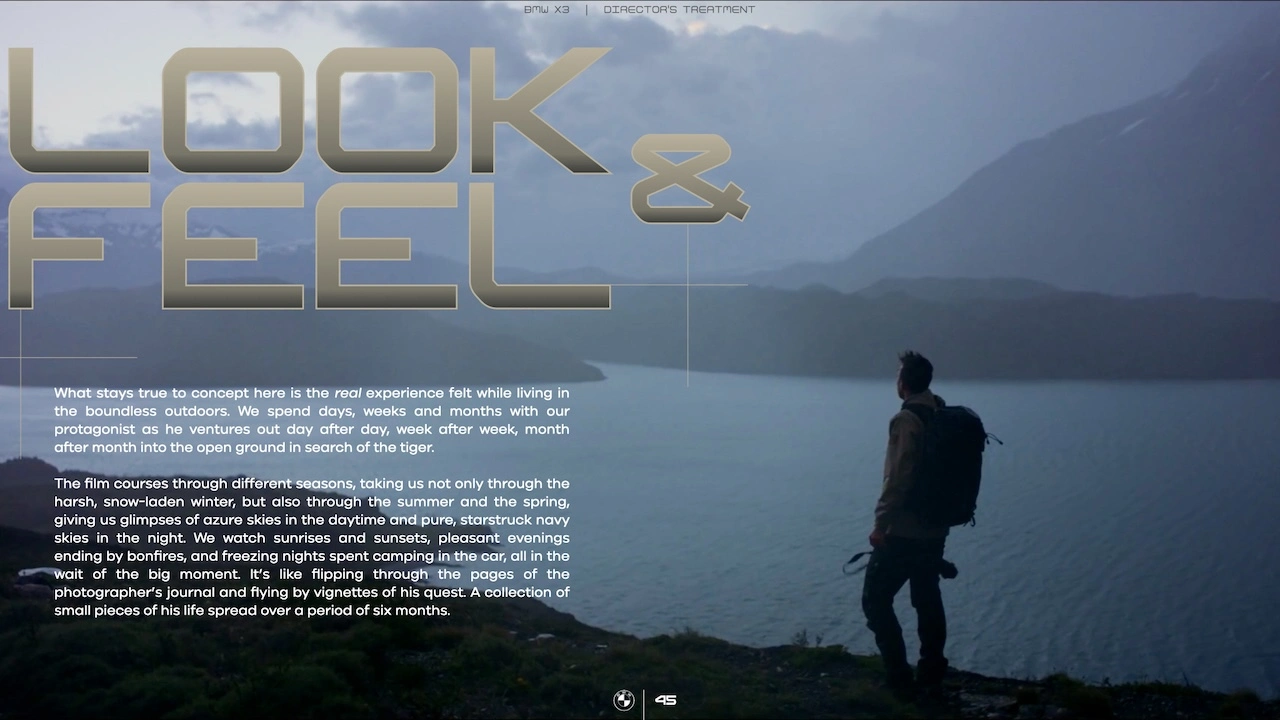 BMW X3 | DIRECTOR'S TREATMENT
LOOK &
FEEL
What stays true to concept here is the real experience felt while living in
the boundless outdoors. We spend days, weeks and months with our
protagonist as he ventures out day after day, week after week, month
after month into the open ground in search of the tiger.
The film courses through different seasons, taking us not only through the
harsh, snow-laden winter, but also through the summer and the spring,
giving us glimpses of azure skies in the daytime and pure, starstruck navy
skies in the night. We watch sunrises and sunsets, pleasant evenings
ending by bonfires, and freezing nights spent camping in the car, all in the
wait of the big moment. It's like flipping through the pages of the
photographer's journal and flying by vignettes of his quest. A collection of
small pieces of his life spread over a period of six months.
45